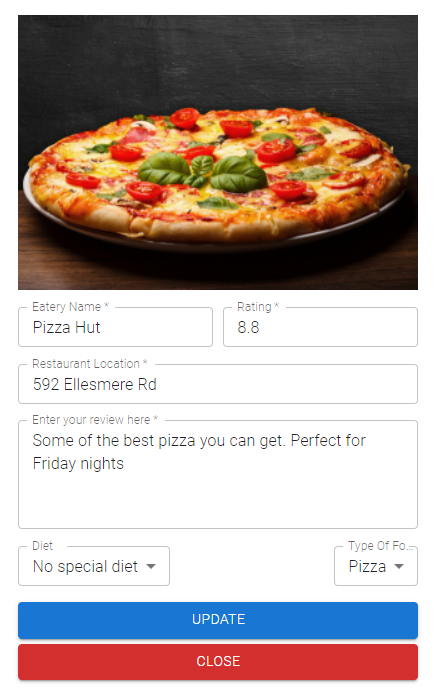 Eatery Name *
Rating *
Pizza Hut
8.8
Restaurant Location *
592 Ellesmere Rd
Enter your review here *
Some of the best pizza you can get. Perfect for
Friday nights
Diet
Type Of Fo...
No special diet
Pizza
UPDATE
CLOSE